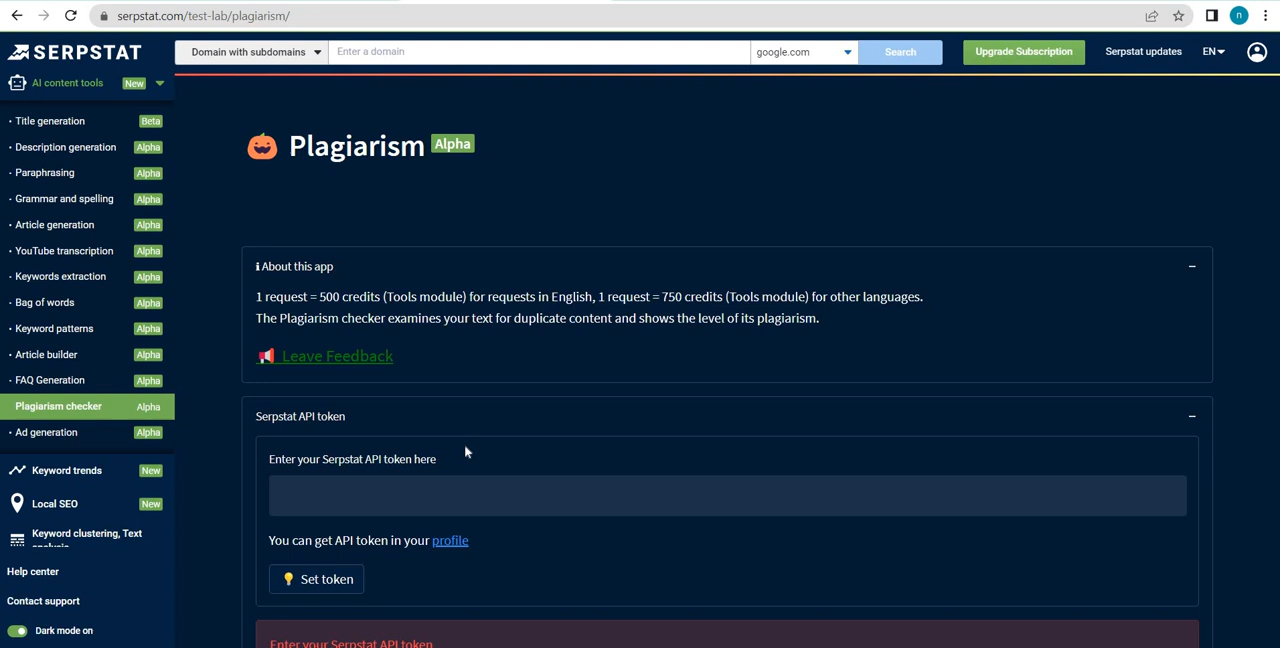 serpstat.com/test-lab/plagiarism/
n
SERPSTAT
Domain with subdomains
Enter a domain
google.com
Search
Upgrade Subscription
Serpstat updates
EN
AI content tools New
· Title generation Beta
· Description generation Alpha
· Paraphrasing Alpha
· Grammar and spelling Alpha
· Article generation Alpha
· YouTube transcription Alpha
· Keywords extraction Alpha
· Bag of words Alpha
· Keyword patterns Alpha
· Article builder Alpha
· FAQ Generation Alpha
Plagiarism checker Alpha
· Ad generation Alpha
Keyword trends New
Local SEO New
Keyword clustering, Text
analysis
Help center
Contact support
Dark mode on
Plagiarism Alpha
About this app
1 request = 500 credits (Tools module) for requests in English, 1 request = 750 credits (Tools module) for other languages.
The Plagiarism checker examines your text for duplicate content and shows the level of its plagiarism.
Leave Feedback
Serpstat API token
Enter your Serpstat API token here
You can get API token in your profile
Set token
Enter your Serpstat API token